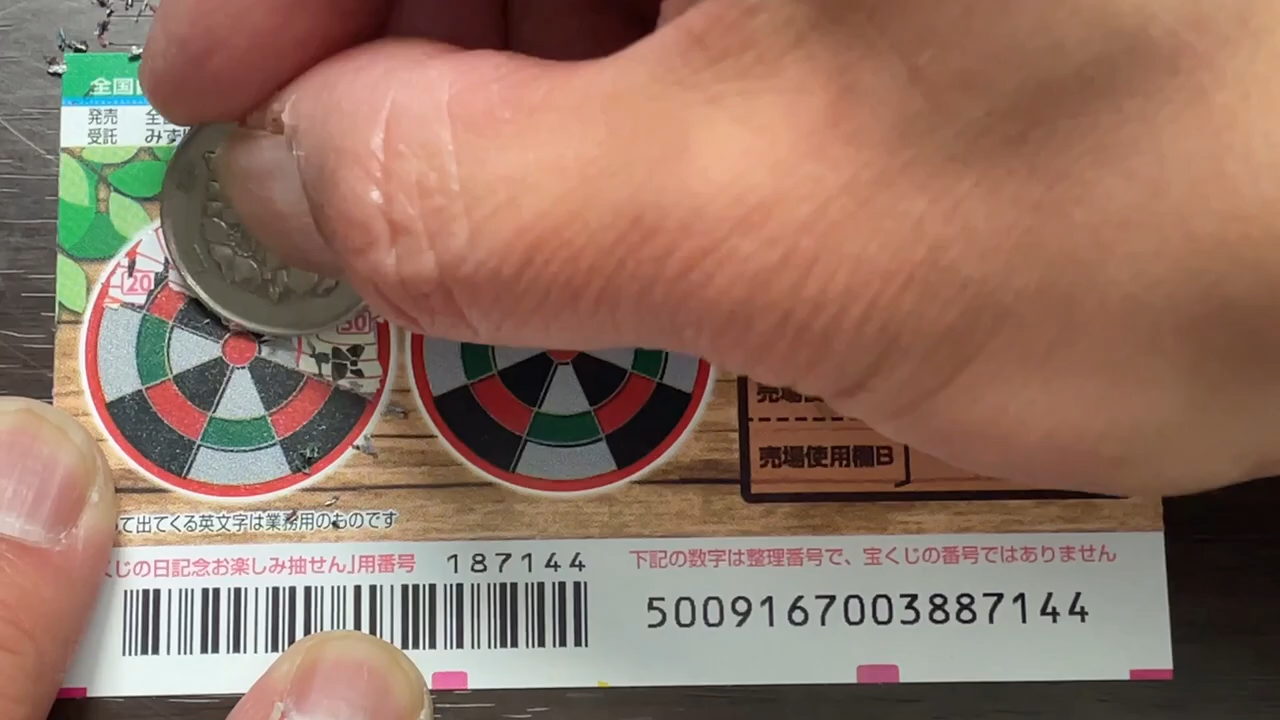 全国
発売 全
受託 みず
20
30
売場使
売場使用欄B
て出てくる英文字は業務用のものです
くじの日記念お楽しみ抽せん」用番号 187144
下記の数字は整理番号で、宝くじの番号ではありません
5009167003887144